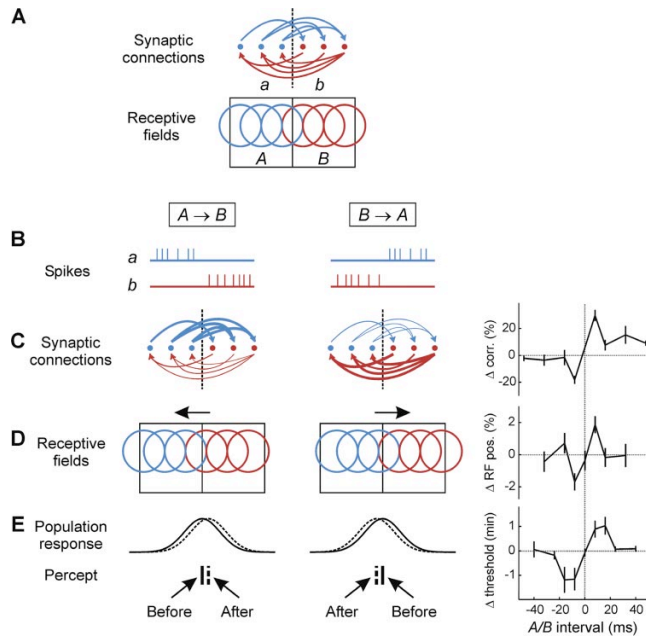 A
Synaptic
connections
a b
Receptive
fields
A B
A → B B → A
B
Spikes
a
b
C
Synaptic
connections
Δ corr. (%)
20
0
-20
D
Receptive
fields
Δ RF pos. (%)
2
0
2
E
Population
response
Percept
Before After After Before
Δ threshold (min)
1
0
-1
-40 -20 0 20 40
A/B interval (ms)